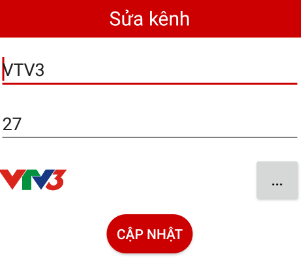 Sửa kênh
VTV3
27
VTV3
...
CẬP NHẬT